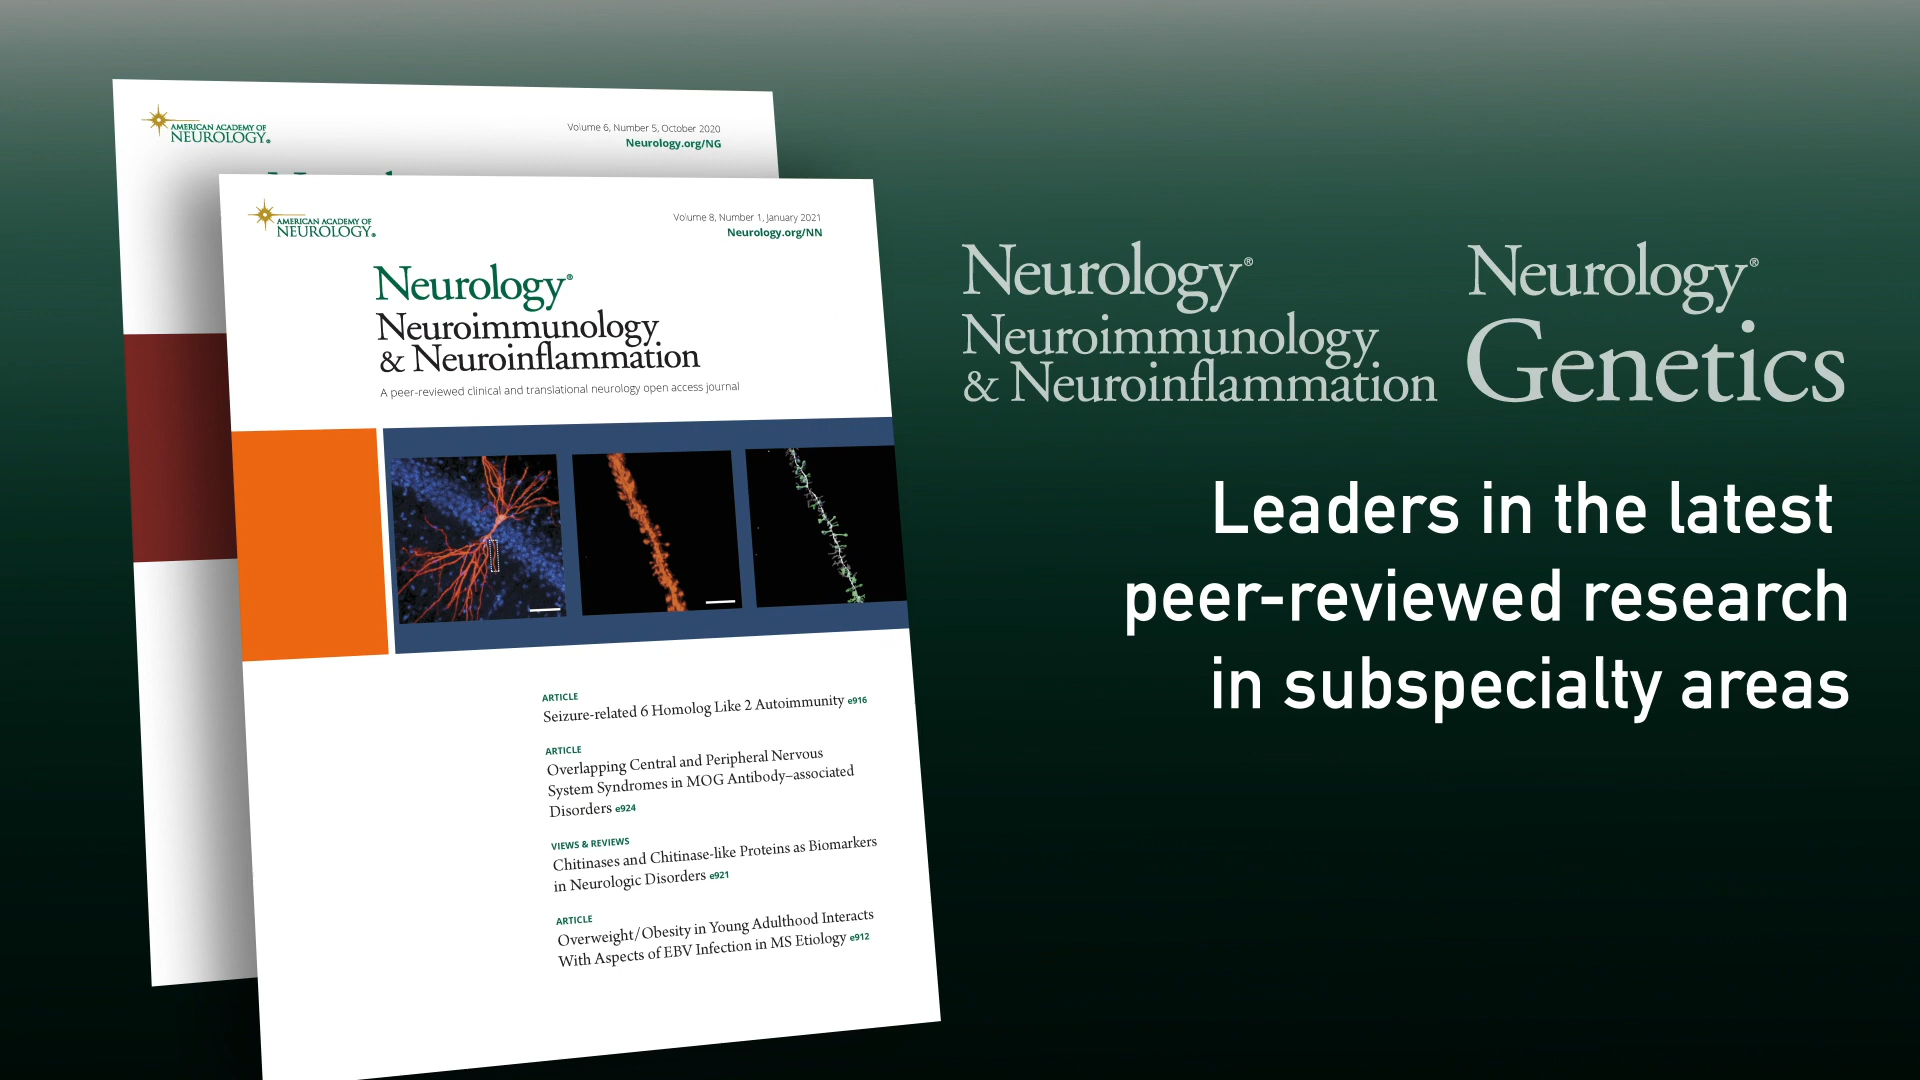 AMERICAN ACADEMY OF
NEUROLOGY®
Volume 6, Number 5, October 2020
Neurology.org/NG
AMERICAN ACADEMY OF
NEUROLOGY®
Volume 8, Number 1, January 2021
Neurology.org/NN
Neurology®
Neuroimmunology
& Neuroinflammation
A peer-reviewed clinical and translational neurology open access journal
ARTICLE
Seizure-related 6 Homolog Like 2 Autoimmunity e916
ARTICLE
Overlapping Central and Peripheral Nervous
System Syndromes in MOG Antibody–associated
Disorders e924
VIEWS & REVIEWS
Chitinases and Chitinase-like Proteins as Biomarkers
in Neurologic Disorders e921
ARTICLE
Overweight/Obesity in Young Adulthood Interacts
With Aspects of EBV Infection in MS Etiology e912
Neurology®
Neuroimmunology
& Neuroinflammation
Neurology®
Genetics
Leaders in the latest
peer-reviewed research
in subspecialty areas